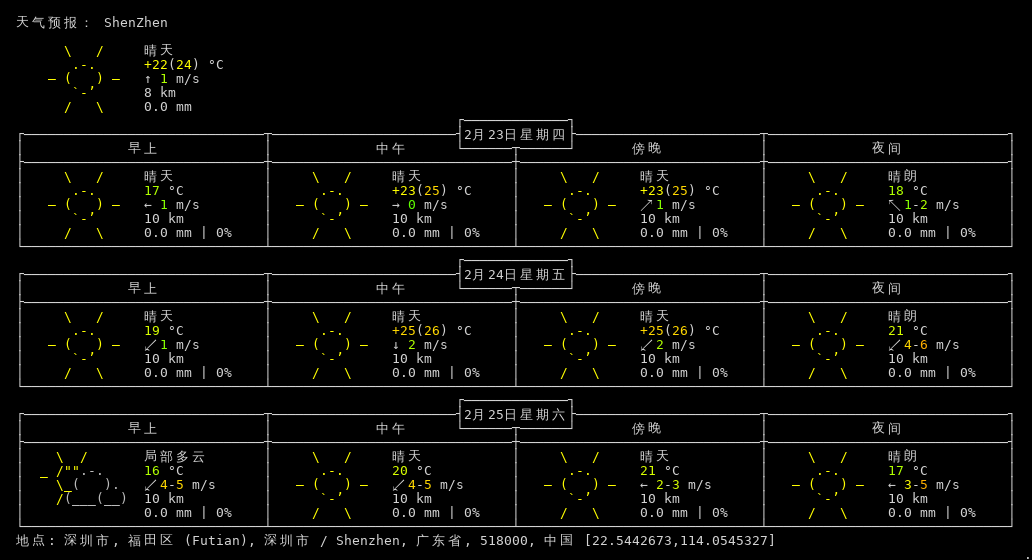 天气预报： ShenZhen
晴天
+22(24) °C
↑ 1 m/s
8 km
0.0 mm
2月23日星期四
早上 中午 傍晚 夜间
晴天 晴天 晴天 晴朗
17 °C +23(25) °C +23(25) °C 18 °C
← 1 m/s → 0 m/s ↗ 1 m/s ↖ 1-2 m/s
10 km 10 km 10 km 10 km
0.0 mm | 0% 0.0 mm | 0% 0.0 mm | 0% 0.0 mm | 0%
2月24日星期五
早上 中午 傍晚 夜间
晴天 晴天 晴天 晴朗
19 °C +25(26) °C +25(26) °C 21 °C
↙ 1 m/s ↓ 2 m/s ↙ 2 m/s ↙ 4-6 m/s
10 km 10 km 10 km 10 km
0.0 mm | 0% 0.0 mm | 0% 0.0 mm | 0% 0.0 mm | 0%
2月25日星期六
早上 中午 傍晚 夜间
局部多云 晴天 晴天 晴朗
16 °C 20 °C 21 °C 17 °C
↙ 4-5 m/s ↙ 4-5 m/s ← 2-3 m/s ← 3-5 m/s
10 km 10 km 10 km 10 km
0.0 mm | 0% 0.0 mm | 0% 0.0 mm | 0% 0.0 mm | 0%
地点: 深圳市, 福田区 (Futian), 深圳市 / Shenzhen, 广东省, 518000, 中国 [22.5442673,114.0545327]